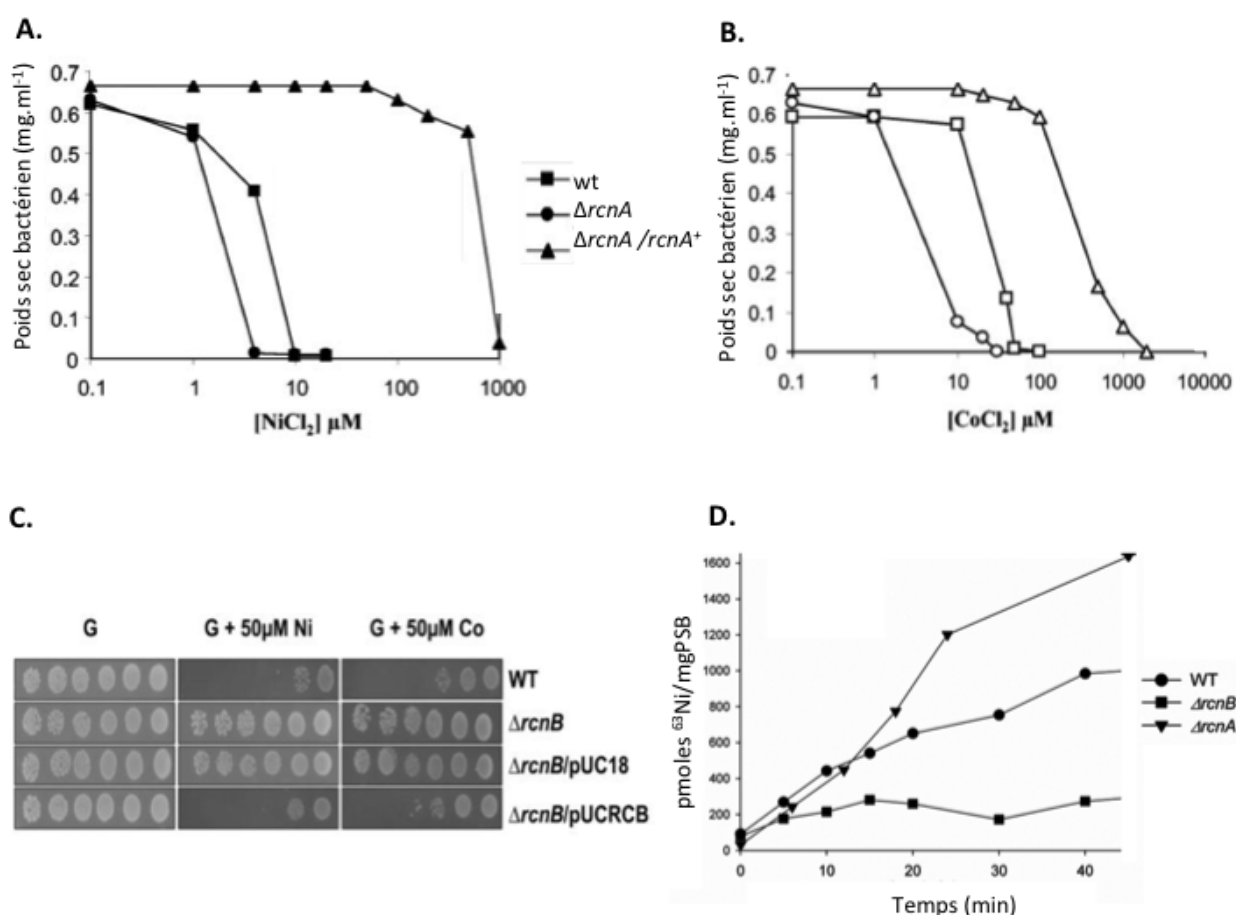 A.
Poids sec bactérien (mg.ml⁻¹)
0.7
0.6
0.5
0.4
0.3
0.2
0.1
0
0.1 1 10 100 1000
[NiCl₂] µM
wt
ΔrcnA
ΔrcnA /rcnA⁺
B.
Poids sec bactérien (mg.ml⁻¹)
0.7
0.6
0.5
0.4
0.3
0.2
0.1
0
0.1 1 10 100 1000 10000
[CoCl₂] µM
C.
G G + 50µM Ni G + 50µM Co
WT
ΔrcnB
ΔrcnB/pUC18
ΔrcnB/pUCRCB
D.
pmoles ⁶³Ni/mgPSB
1600
1400
1200
1000
800
600
400
200
0
0 10 20 30 40
Temps (min)
WT
ΔrcnB
ΔrcnA